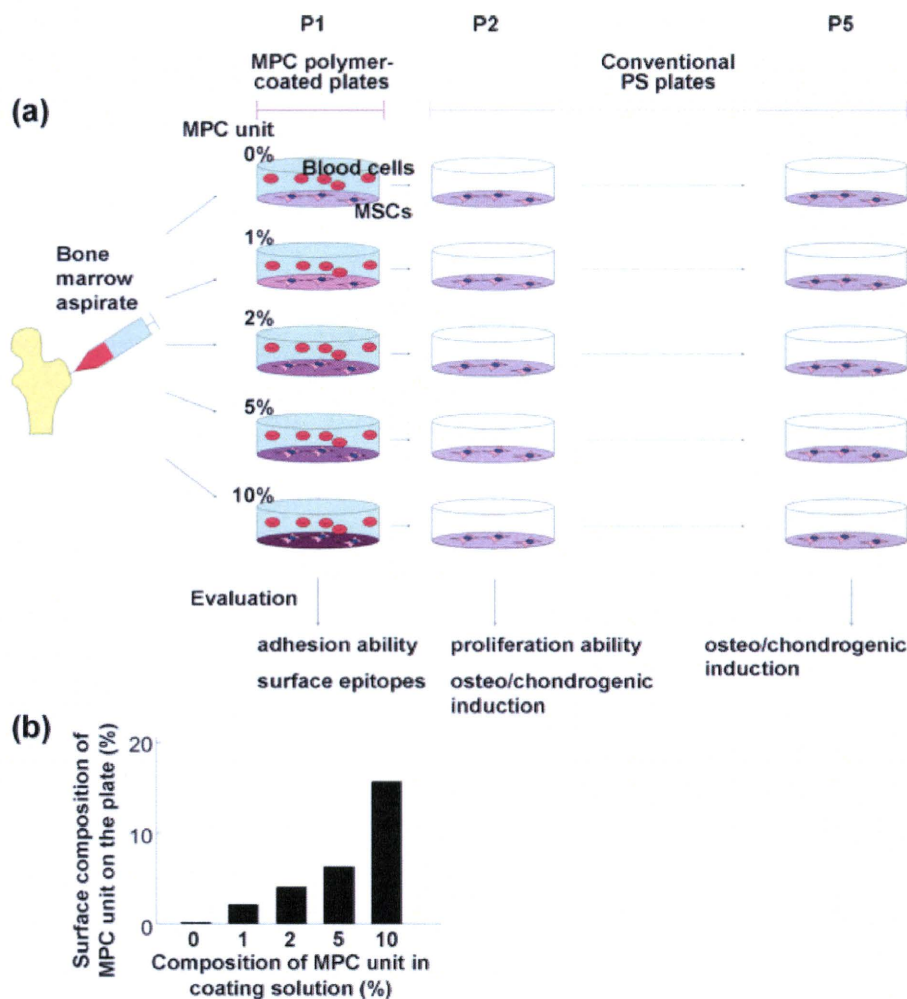 P1 P2 P5
MPC polymer-
coated plates
Conventional
PS plates
(a)
MPC unit
0%
Blood cells
MSCs
1%
Bone
marrow
aspirate
2%
5%
10%
Evaluation
adhesion ability
surface epitopes
proliferation ability
osteo/chondrogenic
induction
osteo/chondrogenic
induction
(b)
Surface composition of
MPC unit on the plate (%)
20
10
0
0 1 2 5 10
Composition of MPC unit in
coating solution (%)